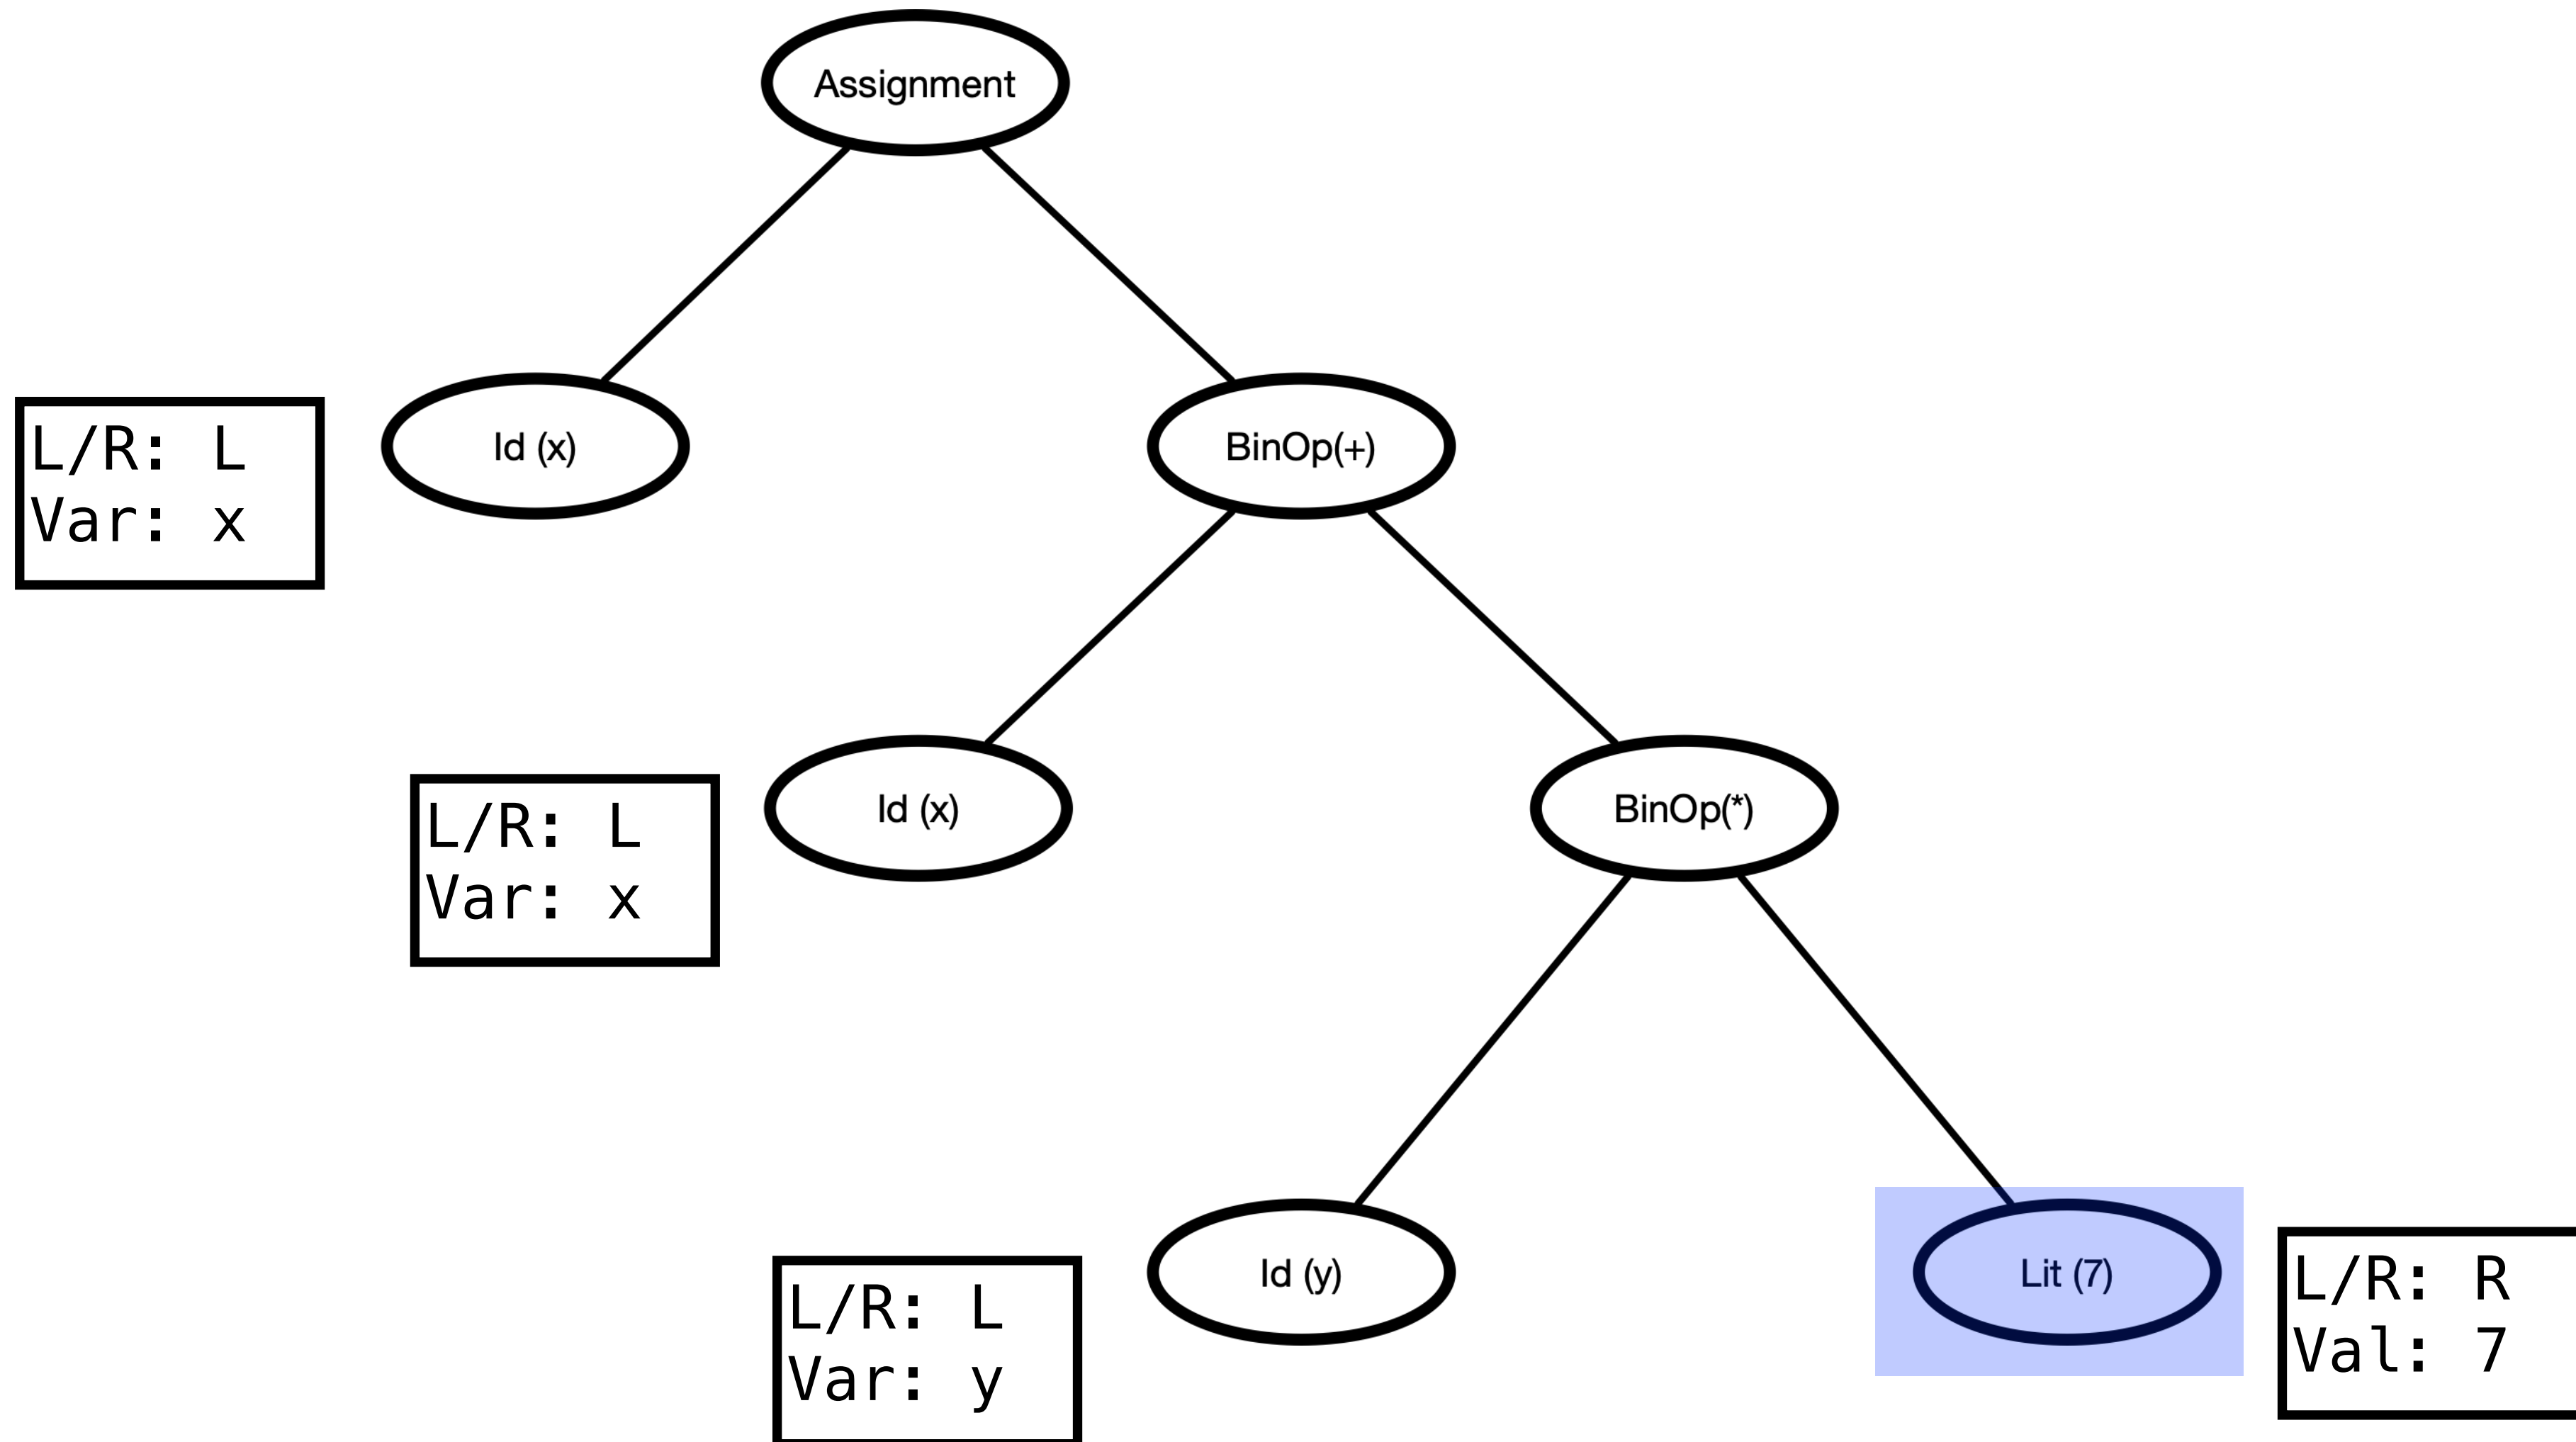 Assignment
L/R: L
Var: x
Id (x)
BinOp(+)
L/R: L
Var: x
Id (x)
BinOp(*)
L/R: L
Var: y
Id (y)
Lit (7)
L/R: R
Val: 7